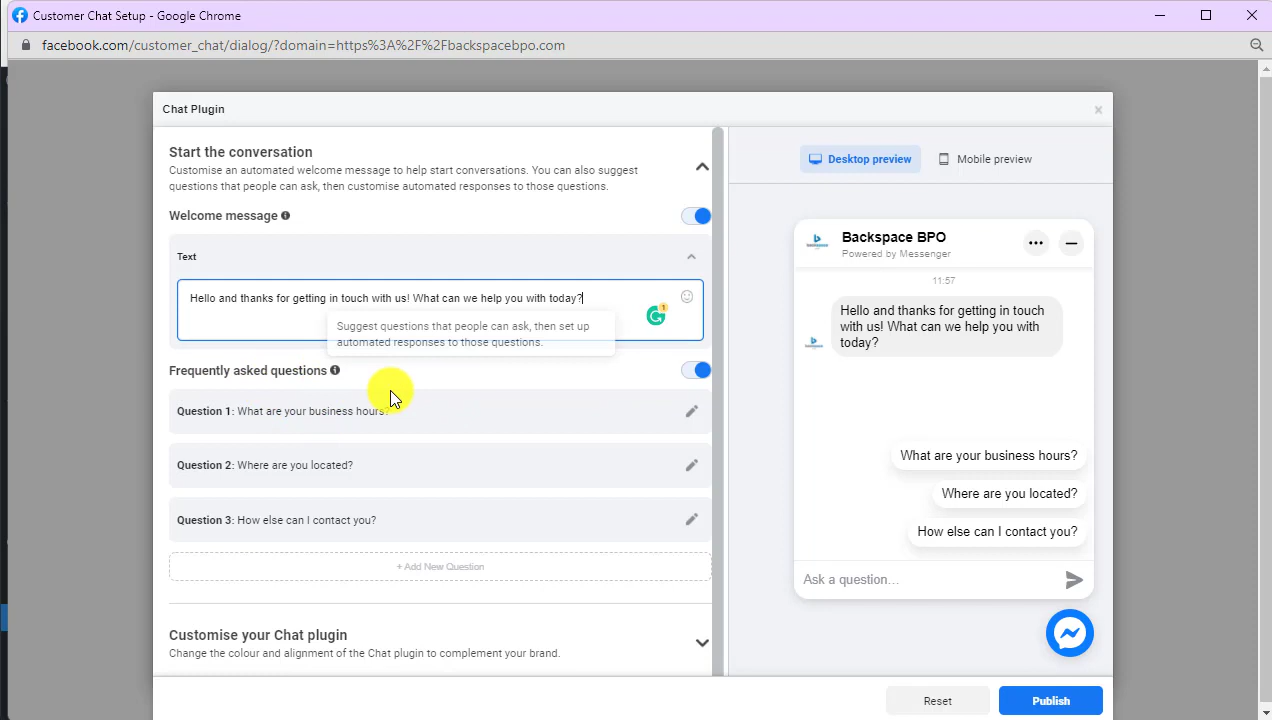 Customer Chat Setup - Google Chrome
facebook.com/customer_chat/dialog/?domain=https%3A%2F%2Fbackspacebpo.com
Chat Plugin
Start the conversation
Customise an automated welcome message to help start conversations. You can also suggest
questions that people can ask, then customise automated responses to those questions.
Welcome message
Text
Hello and thanks for getting in touch with us! What can we help you with today?
1
Suggest questions that people can ask, then set up
automated responses to those questions.
Frequently asked questions
Question 1: What are your business hours?
Question 2: Where are you located?
Question 3: How else can I contact you?
+ Add New Question
Customise your Chat plugin
Change the colour and alignment of the Chat plugin to complement your brand.
Desktop preview
Mobile preview
Backspace BPO
Powered by Messenger
11:57
Hello and thanks for getting in touch
with us! What can we help you with
today?
What are your business hours?
Where are you located?
How else can I contact you?
Ask a question...
Reset
Publish